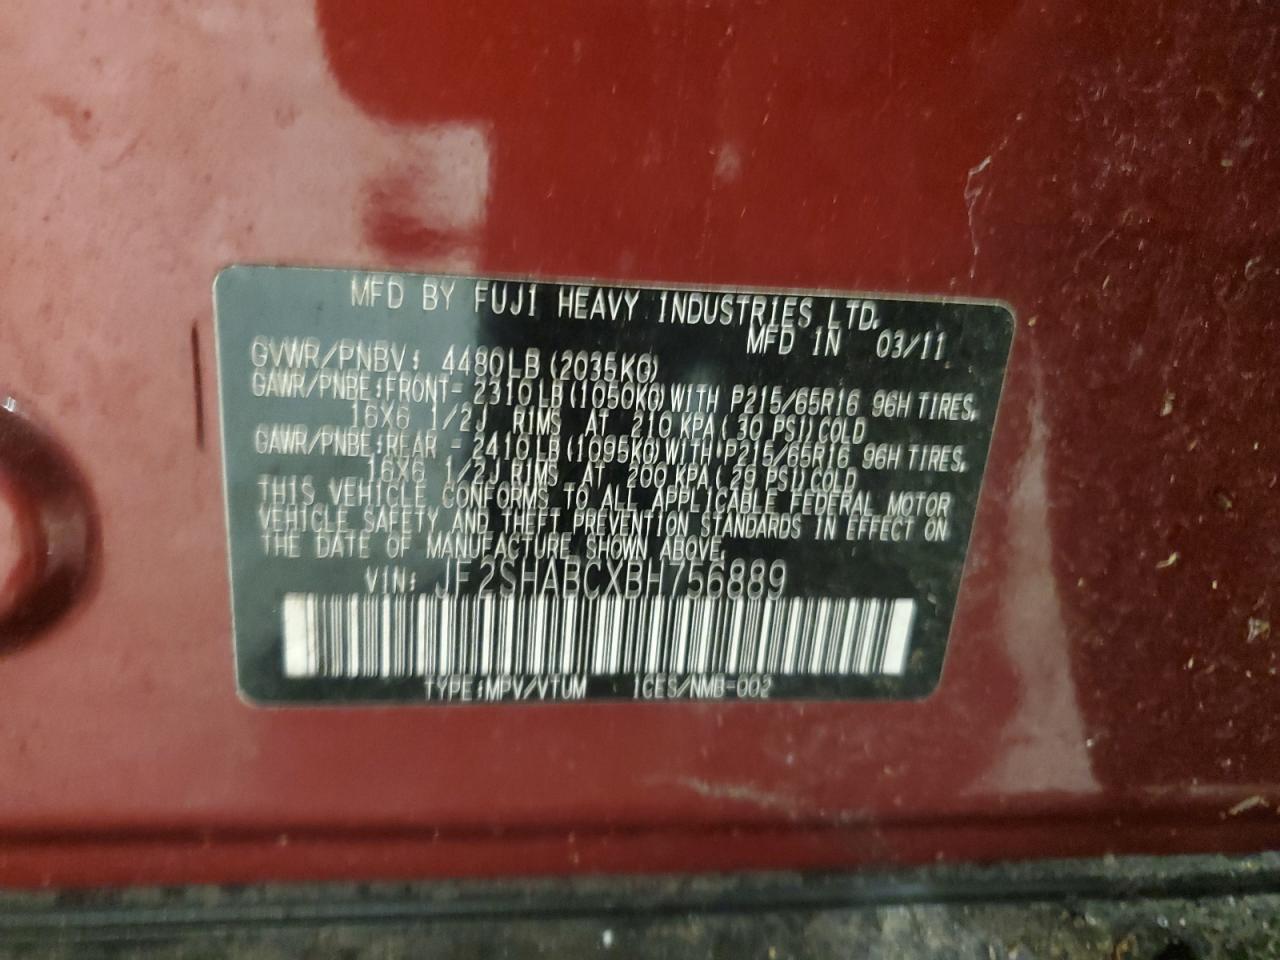 MFD BY FUJI HEAVY INDUSTRIES LTD.
MFD IN 03/11
GVWR/PNBV: 4480LB (2035KG)
GAWR/PNBE:FRONT- 2310LB (1050KG) WITH P215/65R16 96H TIRES,
16X6 1/2J RIMS AT 210 KPA (30 PSI) COLD
GAWR/PNBE:REAR - 2410LB (1095KG) WITH P215/65R16 96H TIRES,
16X6 1/2J RIMS AT 200 KPA (29 PSI) COLD
THIS VEHICLE CONFORMS TO ALL APPLICABLE FEDERAL MOTOR
VEHICLE SAFETY AND THEFT PREVENTION STANDARDS IN EFFECT ON
THE DATE OF MANUFACTURE SHOWN ABOVE.
VIN: JF2SHABCXBH756889
TYPE:MPV/VTUM ICES/NMB-002